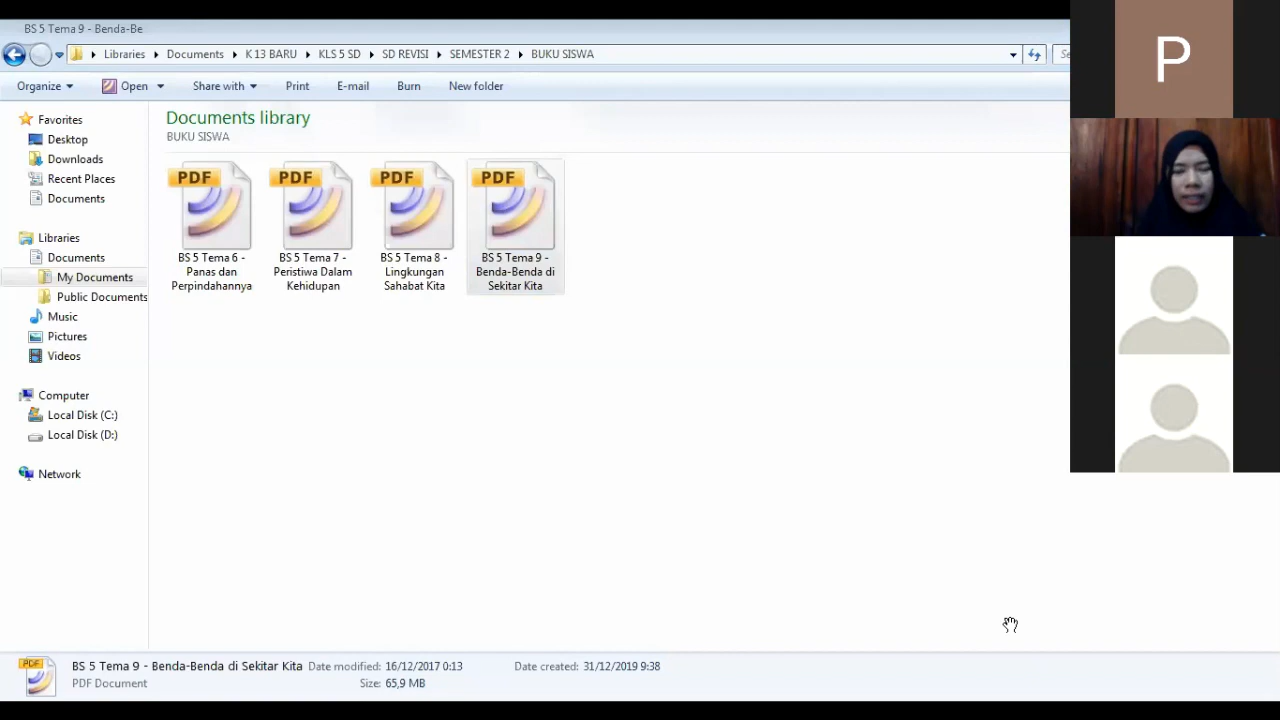 BS 5 Tema 9 - Benda-Be
Libraries Documents K 13 BARU KLS 5 SD SD REVISI SEMESTER 2 BUKU SISWA
Organize Open Share with Print E-mail Burn New folder
Favorites
Desktop
Downloads
Recent Places
Documents
Libraries
Documents
My Documents
Public Documents
Music
Pictures
Videos
Computer
Local Disk (C:)
Local Disk (D:)
Network
Documents library
BUKU SISWA
PDF
BS 5 Tema 6 -
Panas dan
Perpindahannya
PDF
BS 5 Tema 7 -
Peristiwa Dalam
Kehidupan
PDF
BS 5 Tema 8 -
Lingkungan
Sahabat Kita
PDF
BS 5 Tema 9 -
Benda-Benda di
Sekitar Kita
P
PDF
BS 5 Tema 9 - Benda-Benda di Sekitar Kita Date modified: 16/12/2017 0:13 Date created: 31/12/2019 9:38
PDF Document Size: 65,9 MB